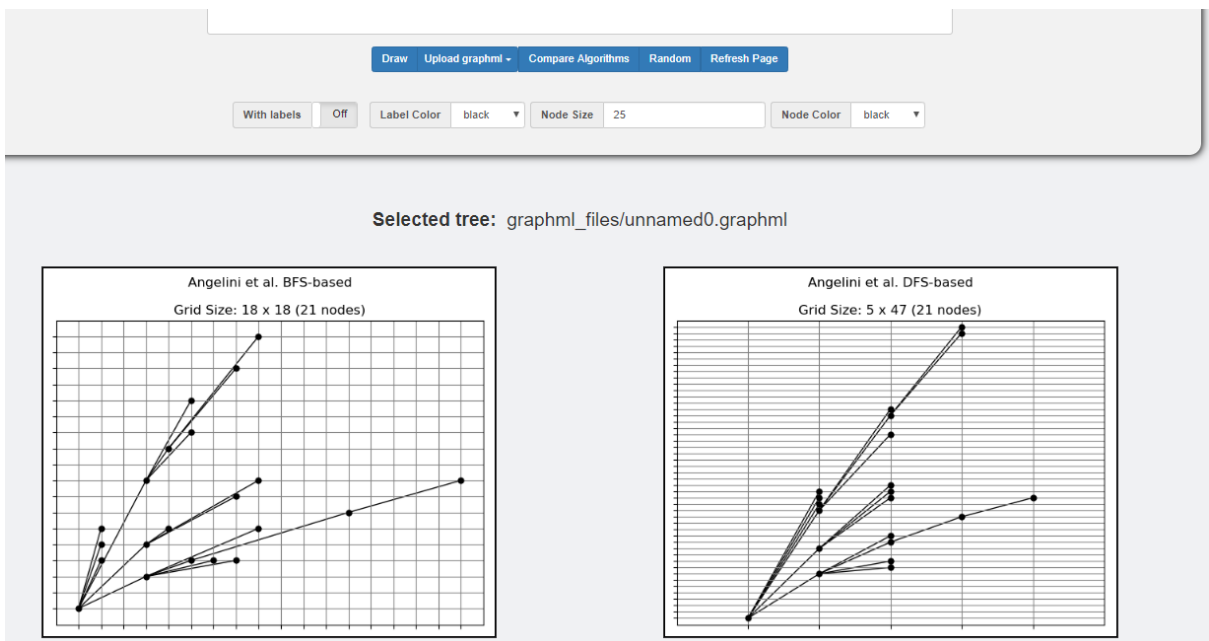 Draw Upload graphml Compare Algorithms Random Refresh Page
With labels Off Label Color black Node Size 25 Node Color black
Selected tree: graphml_files/unnamed0.graphml
Angelini et al. BFS-based
Grid Size: 18 x 18 (21 nodes)
Angelini et al. DFS-based
Grid Size: 5 x 47 (21 nodes)